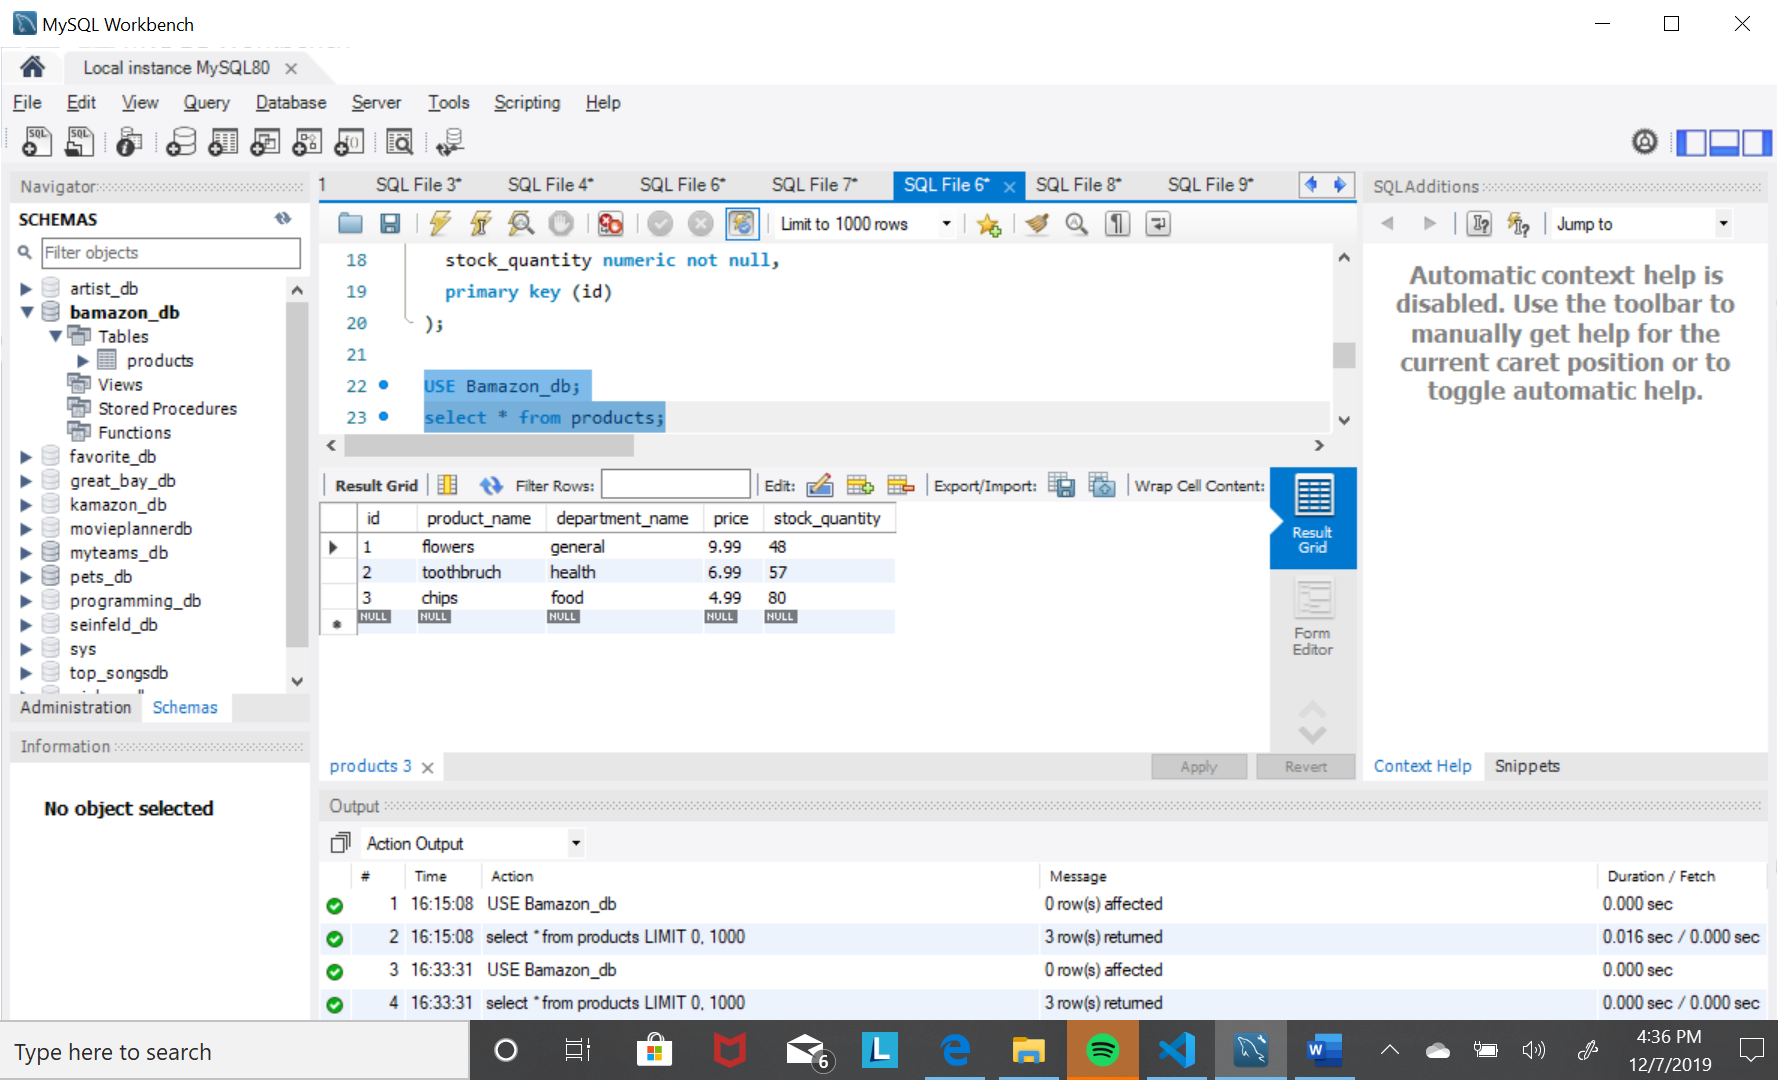 MySQL Workbench
Local instance MySQL80
File Edit View Query Database Server Tools Scripting Help
Navigator
SCHEMAS
Filter objects
artist_db
bamazon_db
Tables
products
Views
Stored Procedures
Functions
favorite_db
great_bay_db
kamazon_db
movieplannerdb
myteams_db
pets_db
programming_db
seinfeld_db
sys
top_songsdb
Administration Schemas
Information
No object selected
1 SQL File 3* SQL File 4* SQL File 6* SQL File 7* SQL File 6* SQL File 8* SQL File 9*
Limit to 1000 rows
18 stock_quantity numeric not null,
19 primary key (id)
20 );
21
22 USE Bamazon_db;
23 select * from products;
Result Grid Filter Rows: Edit: Export/Import: Wrap Cell Content:
id product_name department_name price stock_quantity
1 flowers general 9.99 48
2 toothbruch health 6.99 57
3 chips food 4.99 80
NULL NULL NULL NULL NULL
Result
Grid
Form
Editor
products 3 Apply Revert
SQLAdditions
Jump to
Automatic context help is
disabled. Use the toolbar to
manually get help for the
current caret position or to
toggle automatic help.
Context Help Snippets
Output
Action Output
# Time Action Message Duration / Fetch
1 16:15:08 USE Bamazon_db 0 row(s) affected 0.000 sec
2 16:15:08 select * from products LIMIT 0, 1000 3 row(s) returned 0.016 sec / 0.000 sec
3 16:33:31 USE Bamazon_db 0 row(s) affected 0.000 sec
4 16:33:31 select * from products LIMIT 0, 1000 3 row(s) returned 0.000 sec / 0.000 sec
Type here to search
6
4:36 PM
12/7/2019